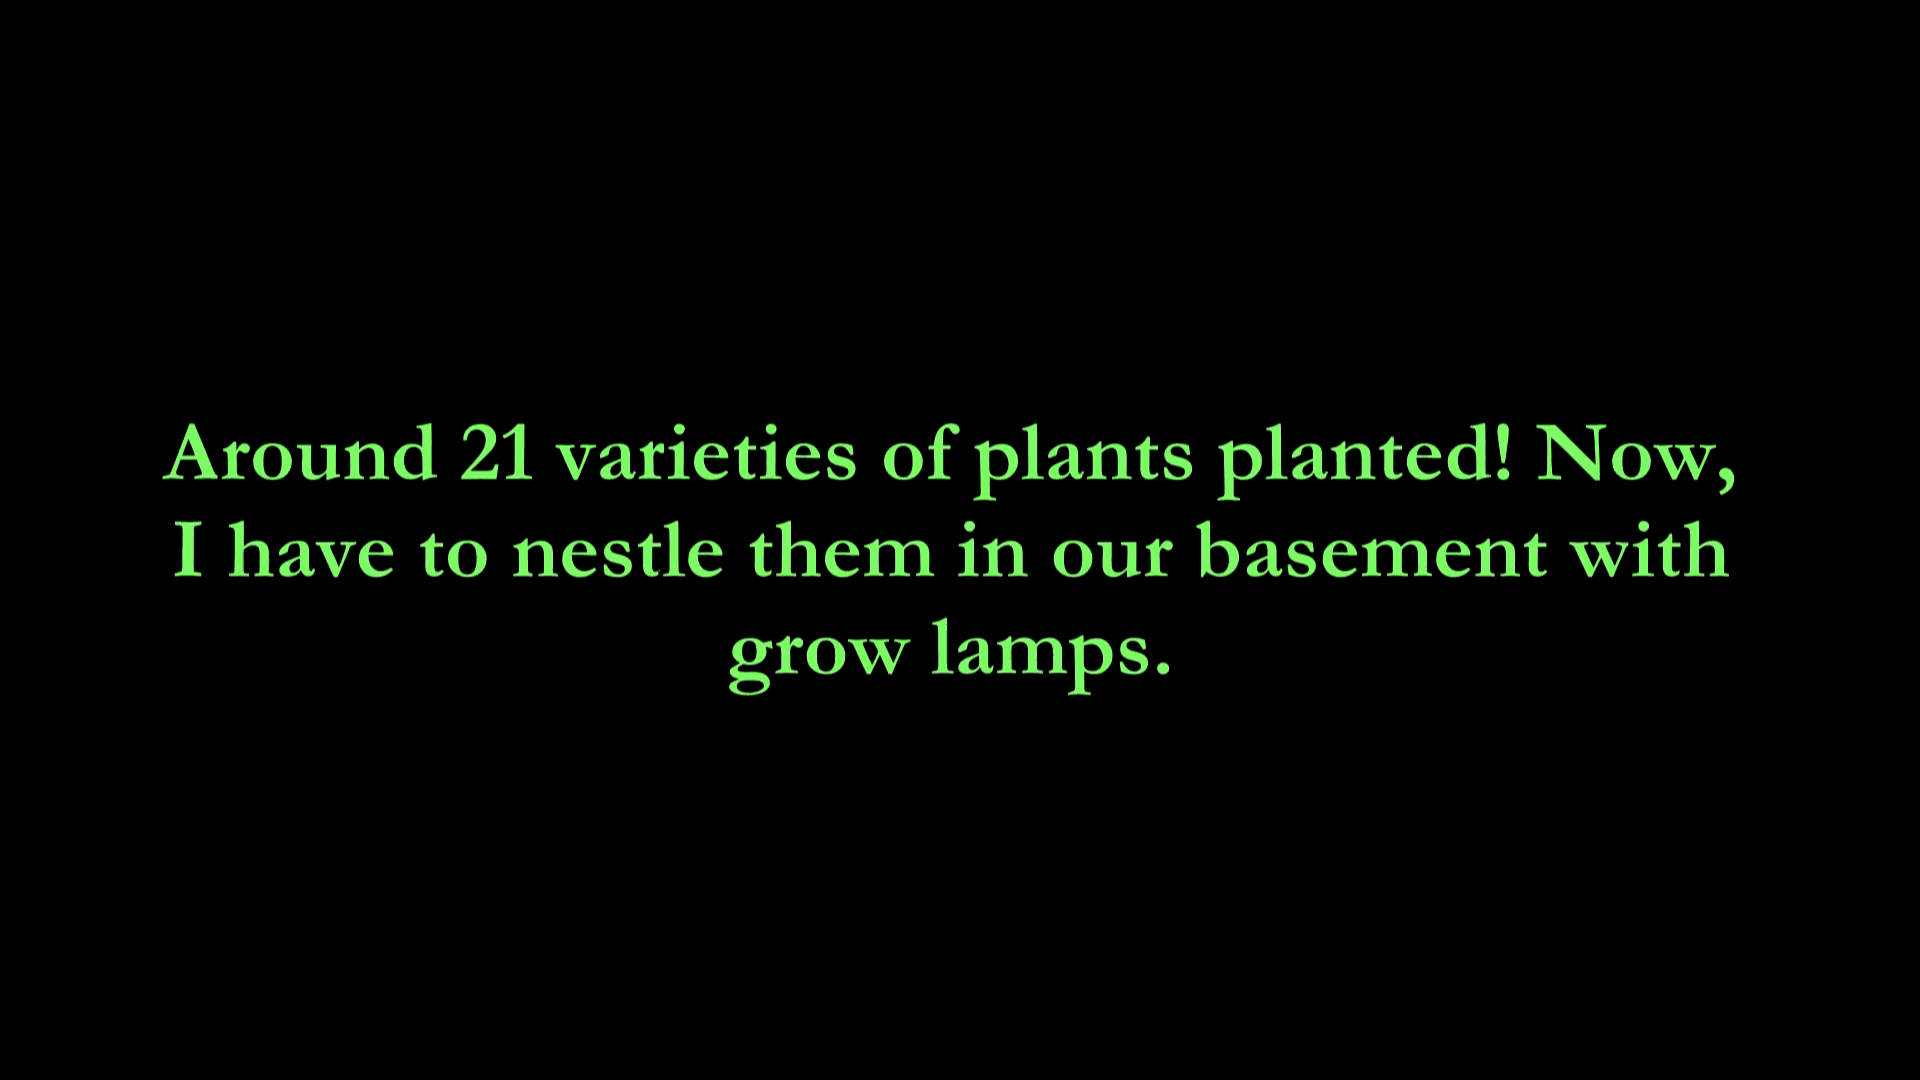 Around 21 varieties of plants planted! Now,
I have to nestle them in our basement with
grow lamps.